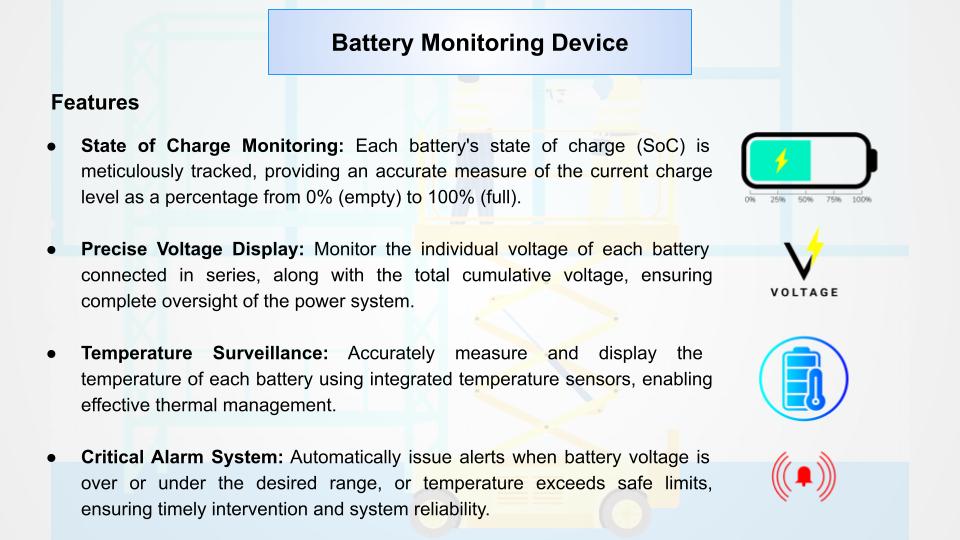 Battery Monitoring Device
Features
● State of Charge Monitoring: Each battery's state of charge (SoC) is
meticulously tracked, providing an accurate measure of the current charge
level as a percentage from 0% (empty) to 100% (full).
0% 25% 50% 75% 100%
● Precise Voltage Display: Monitor the individual voltage of each battery
connected in series, along with the total cumulative voltage, ensuring
complete oversight of the power system.
V
VOLTAGE
● Temperature Surveillance: Accurately measure and display the
temperature of each battery using integrated temperature sensors, enabling
effective thermal management.
● Critical Alarm System: Automatically issue alerts when battery voltage is
over or under the desired range, or temperature exceeds safe limits,
ensuring timely intervention and system reliability.